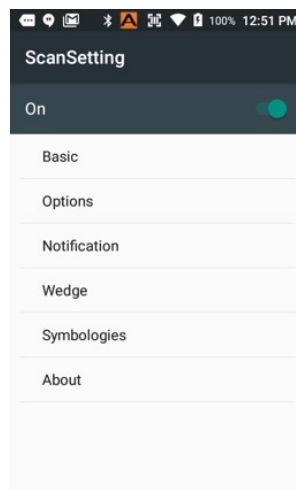 100% 12:51 PM
ScanSetting
On
Basic
Options
Notification
Wedge
Symbologies
About